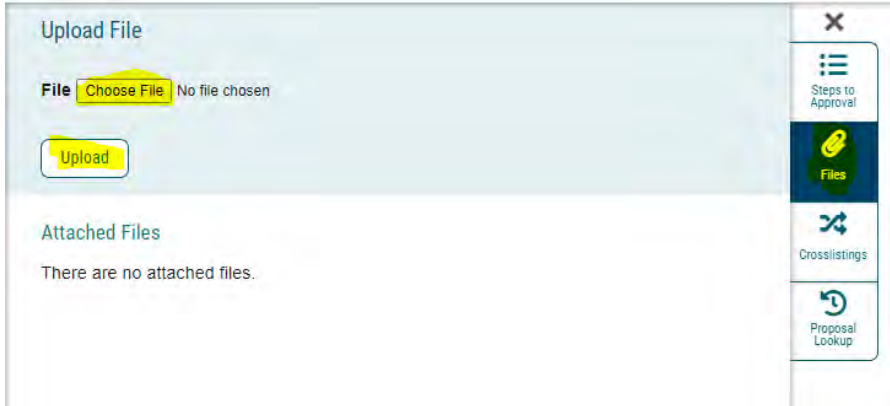 Upload File
File Choose File No file chosen
Upload
Attached Files
There are no attached files.
Steps to
Approval
Files
Crosslistings
Proposal
Lookup